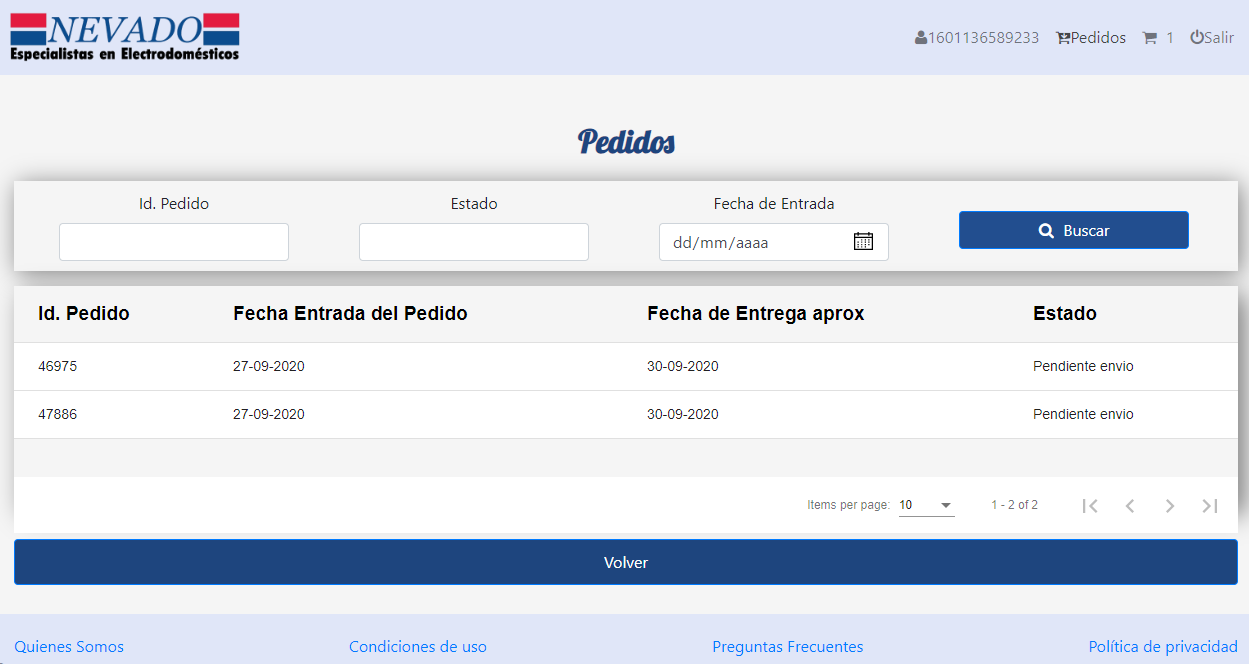 NEVADO
Especialistas en Electrodomésticos
1601136589233 Pedidos 1 Salir
Pedidos
Id. Pedido Estado Fecha de Entrada
dd/mm/aaaa
Buscar
Id. Pedido Fecha Entrada del Pedido Fecha de Entrega aprox Estado
46975 27-09-2020 30-09-2020 Pendiente envio
47886 27-09-2020 30-09-2020 Pendiente envio
Items per page: 10 1 - 2 of 2
Volver
Quienes Somos Condiciones de uso Preguntas Frecuentes Política de privacidad